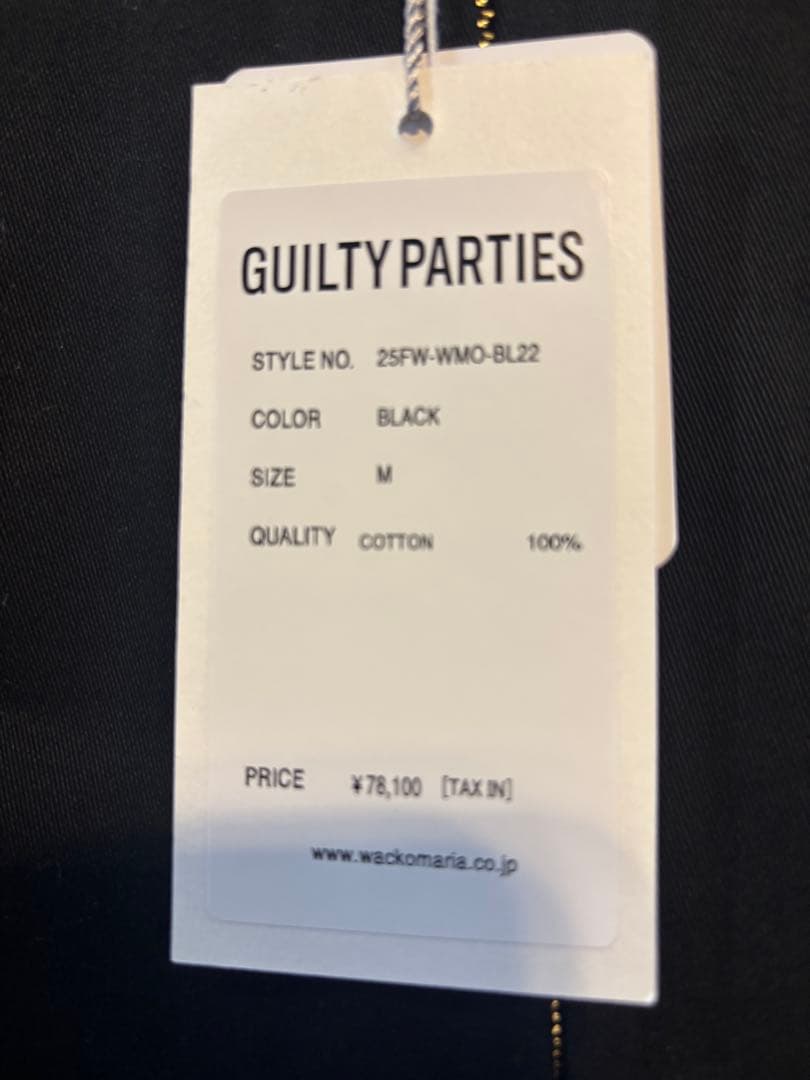 GUILTY PARTIES
STYLE NO. 25FW-WMO-BL22
COLOR BLACK
SIZE M
QUALITY COTTON 100%
PRICE ¥78,100 [TAX IN]
www.wackomaria.co.jp